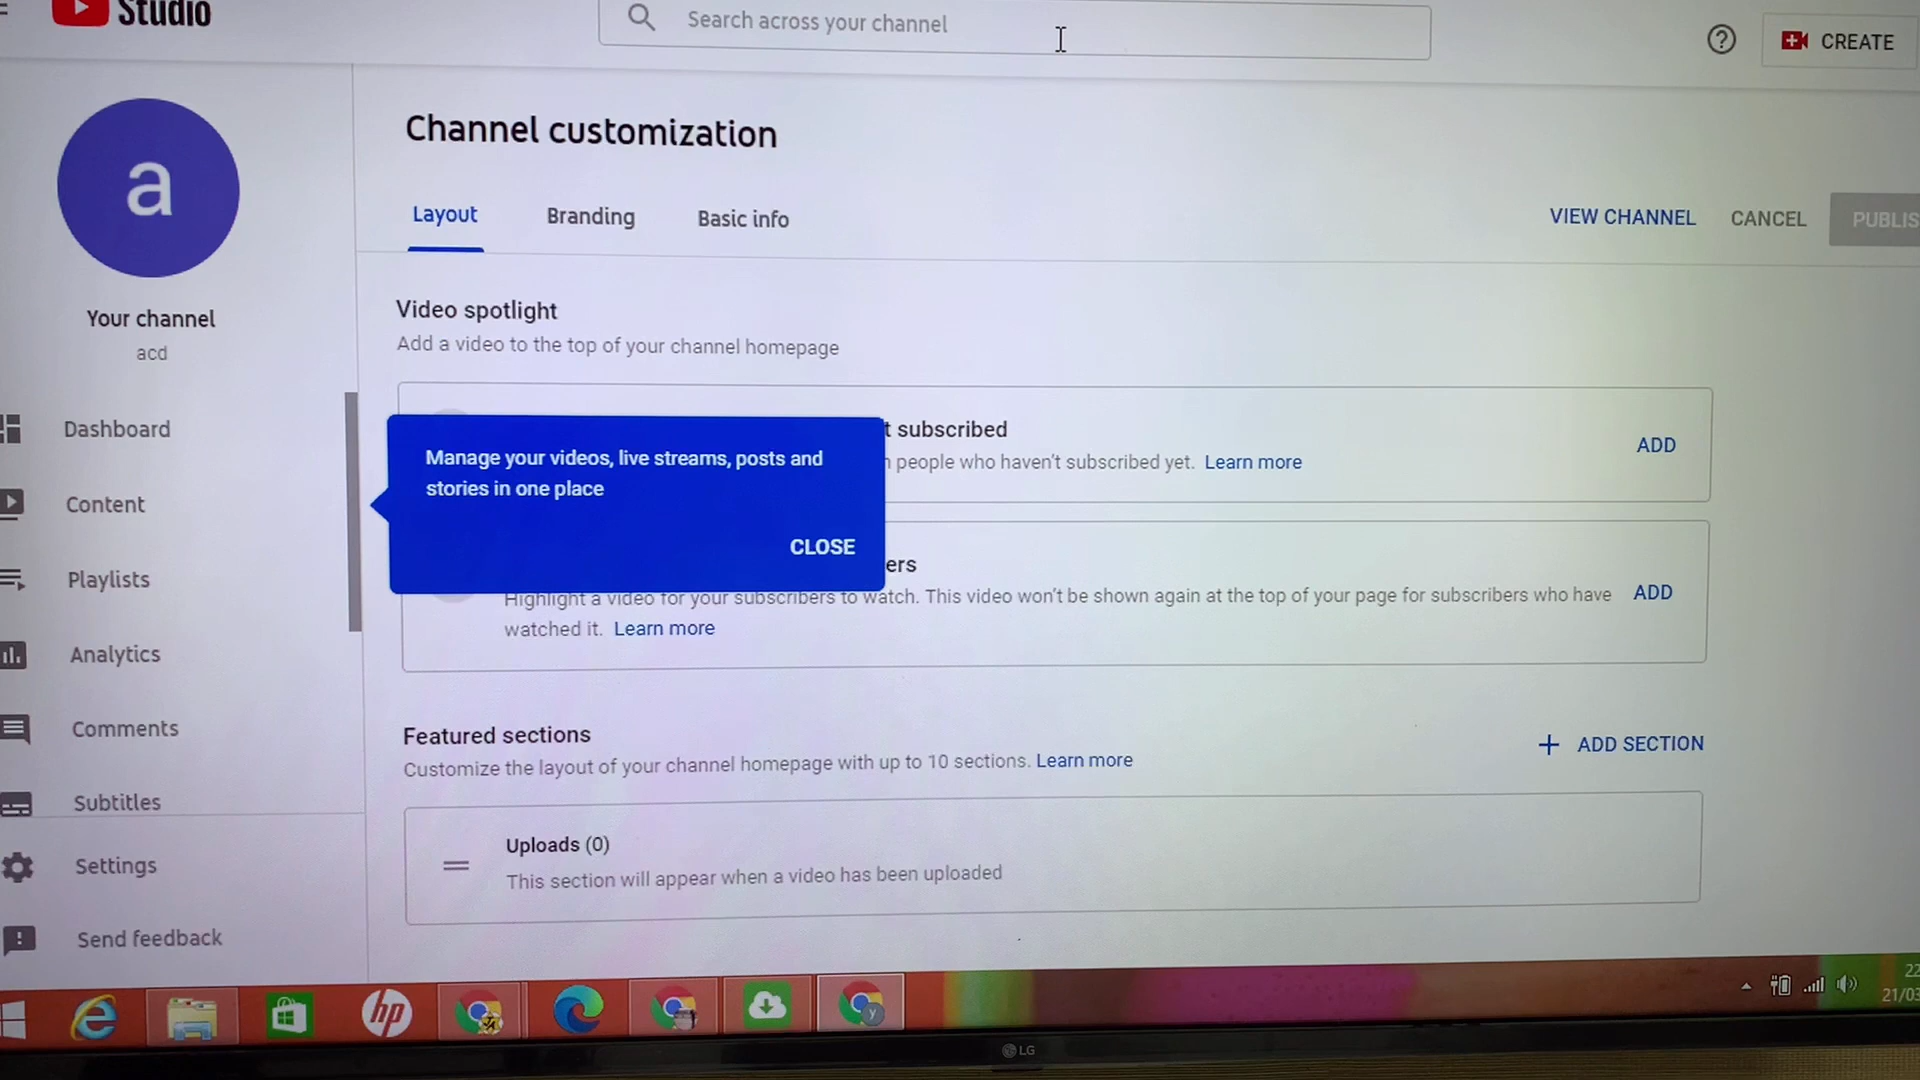 Studio
Search across your channel
CREATE
a
Your channel
acd
Dashboard
Content
Playlists
Analytics
Comments
Subtitles
Settings
Send feedback
Channel customization
Layout
Branding
Basic info
VIEW CHANNEL
CANCEL
PUBLIS
Video spotlight
Add a video to the top of your channel homepage
t subscribed
people who haven't subscribed yet. Learn more
ADD
Manage your videos, live streams, posts and
stories in one place
CLOSE
ers
Highlight a video for your subscribers to watch. This video won't be shown again at the top of your page for subscribers who have
watched it. Learn more
ADD
Featured sections
Customize the layout of your channel homepage with up to 10 sections. Learn more
+ ADD SECTION
Uploads (0)
This section will appear when a video has been uploaded
hp
y
22
21/03
LG